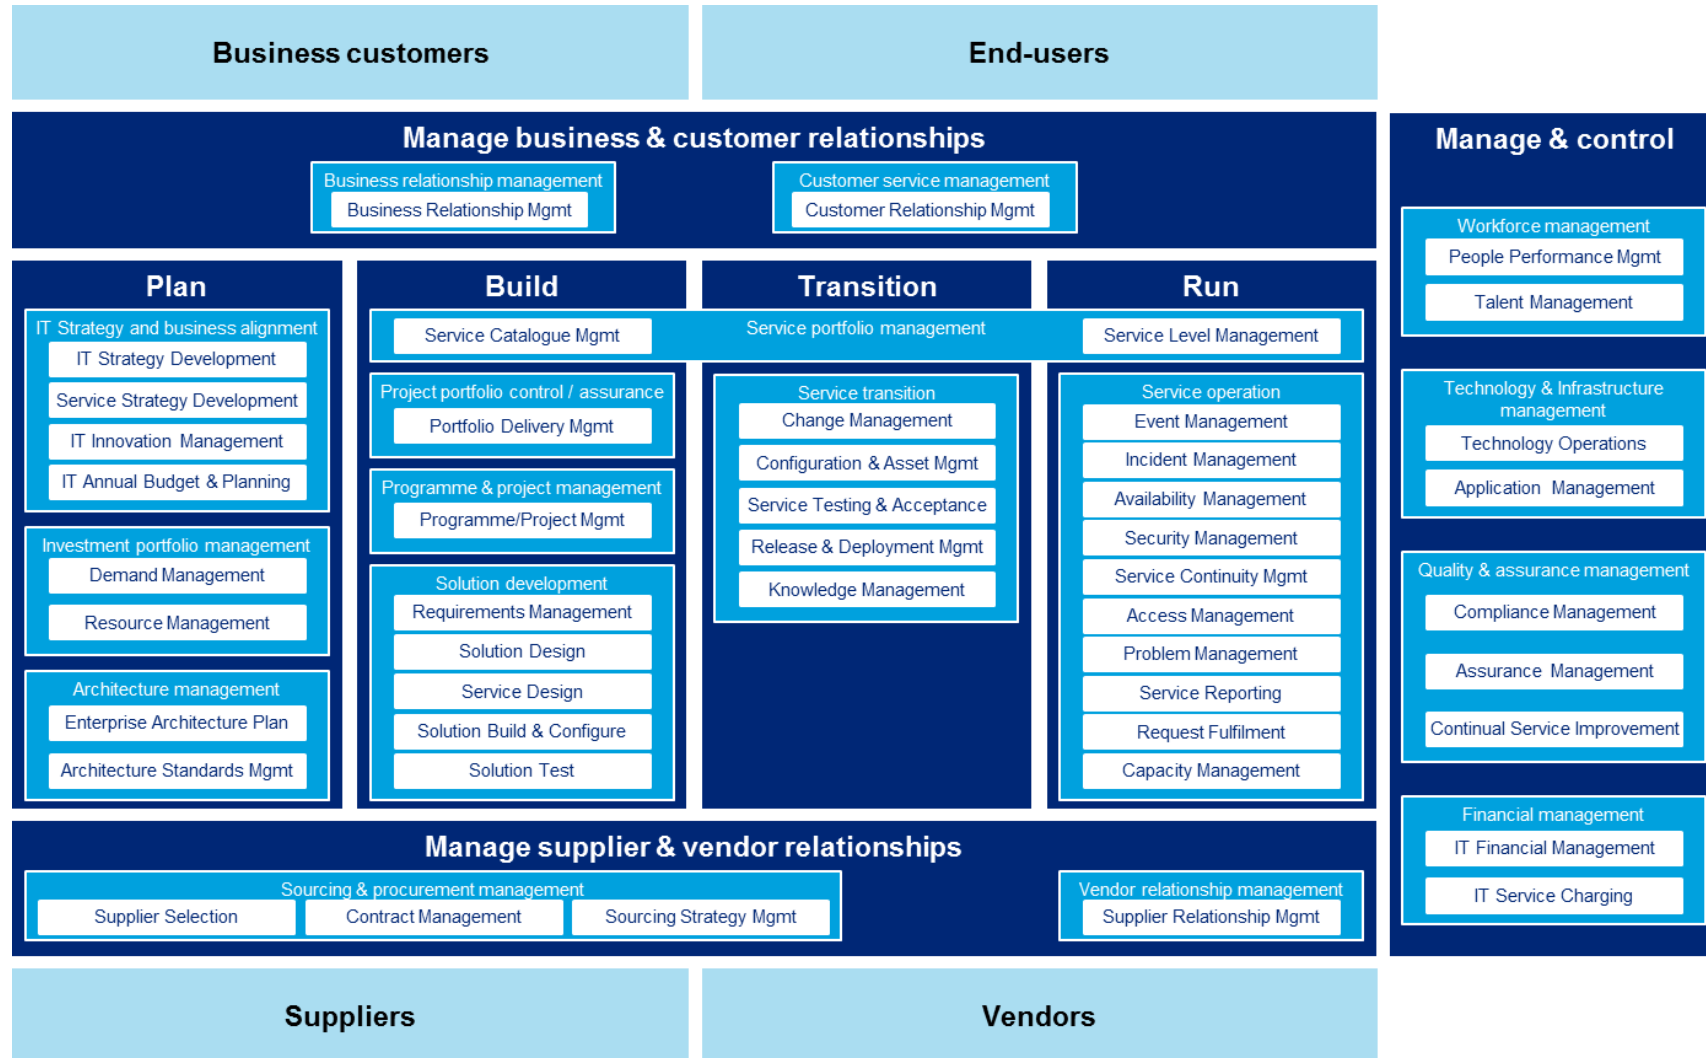 Business customers
End-users
Manage business & customer relationships
Business relationship management
Business Relationship Mgmt
Customer service management
Customer Relationship Mgmt
Plan
IT Strategy and business alignment
IT Strategy Development
Service Strategy Development
IT Innovation Management
IT Annual Budget & Planning
Investment portfolio management
Demand Management
Resource Management
Architecture management
Enterprise Architecture Plan
Architecture Standards Mgmt
Build
Transition
Run
Service Catalogue Mgmt
Service portfolio management
Service Level Management
Project portfolio control / assurance
Portfolio Delivery Mgmt
Programme & project management
Programme/Project Mgmt
Solution development
Requirements Management
Solution Design
Service Design
Solution Build & Configure
Solution Test
Service transition
Change Management
Configuration & Asset Mgmt
Service Testing & Acceptance
Release & Deployment Mgmt
Knowledge Management
Service operation
Event Management
Incident Management
Availability Management
Security Management
Service Continuity Mgmt
Access Management
Problem Management
Service Reporting
Request Fulfilment
Capacity Management
Manage supplier & vendor relationships
Sourcing & procurement management
Supplier Selection
Contract Management
Sourcing Strategy Mgmt
Vendor relationship management
Supplier Relationship Mgmt
Suppliers
Vendors
Manage & control
Workforce management
People Performance Mgmt
Talent Management
Technology & Infrastructure
management
Technology Operations
Application Management
Quality & assurance management
Compliance Management
Assurance Management
Continual Service Improvement
Financial management
IT Financial Management
IT Service Charging